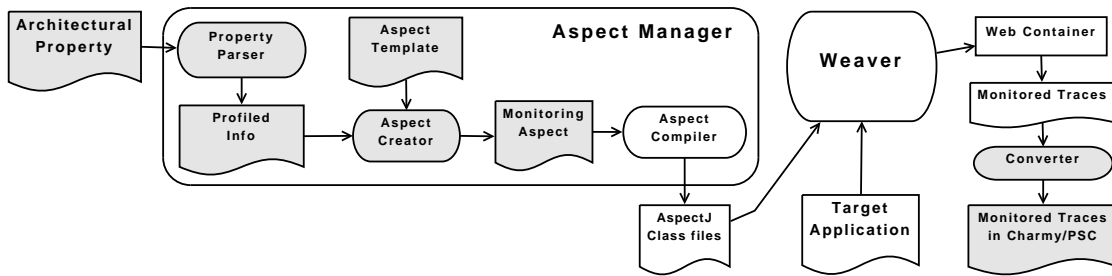 Architectural
Property
Property
Parser
Profiled
Info
Aspect
Template
Aspect
Creator
Aspect Manager
Monitoring
Aspect
Aspect
Compiler
AspectJ
Class files
Weaver
Target
Application
Web Container
Monitored Traces
Converter
Monitored Traces
in Charmy/PSC